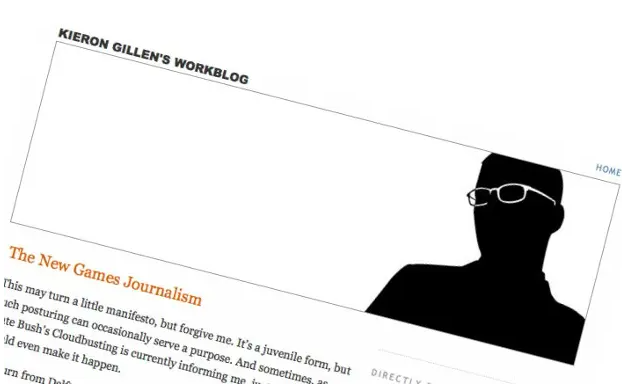 KIERON GILLEN'S WORKBLOG
HOME
The New Games Journalism
This may turn a little manifesto, but forgive me. It's a juvenile form, but
posturing can occasionally serve a purpose. And sometimes, as
Bush's Cloudbusting is currently informing me,
even make it happen.
from
DIRECTLY